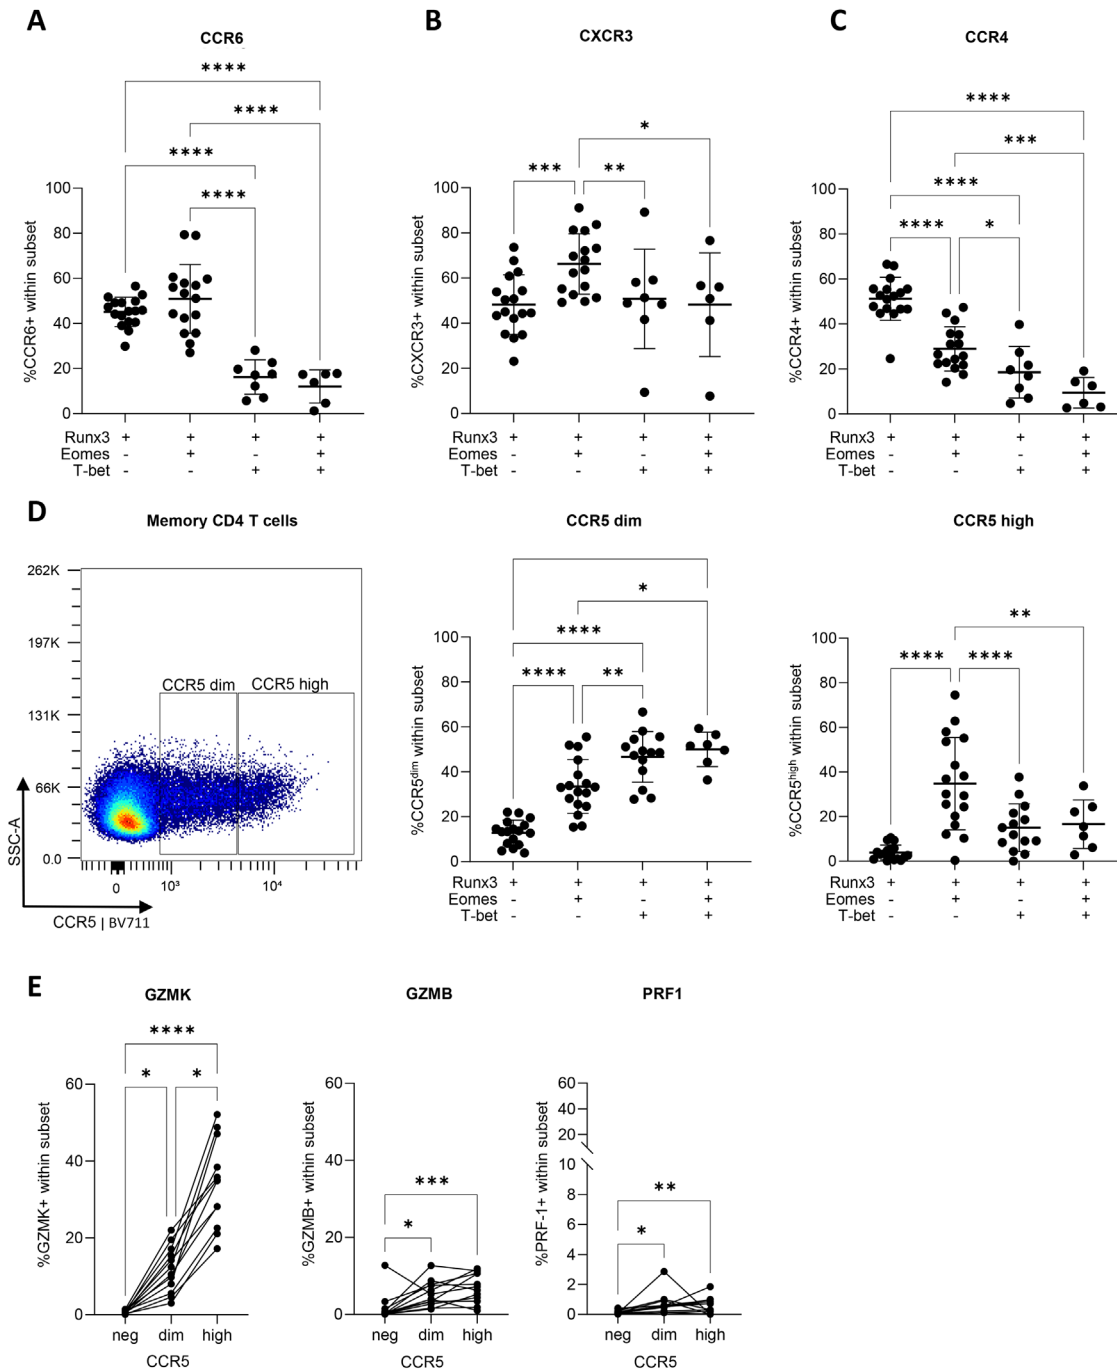 A
CCR6
****
****
****
****
%CCR6+ within subset
100
80
60
40
20
0
Runx3 + + + +
Eomes - + - +
T-bet - - + +
B
CXCR3
*
*** **
%CXCR3+ within subset
100
80
60
40
20
0
Runx3 + + + +
Eomes - + - +
T-bet - - + +
C
CCR4
****
***
****
**** *
%CCR4+ within subset
100
80
60
40
20
0
Runx3 + + + +
Eomes - + - +
T-bet - - + +
D
Memory CD4 T cells
262K
197K
131K
66K
0.0
CCR5 dim CCR5 high
SSC-A
0 10³ 10⁴
CCR5 | BV711
CCR5 dim
*
****
**** **
%CCR5dim within subset
100
80
60
40
20
0
Runx3 + + + +
Eomes - + - +
T-bet - - + +
CCR5 high
**
**** ****
%CCR5high within subset
100
80
60
40
20
0
Runx3 + + + +
Eomes - + - +
T-bet - - + +
E
GZMK
****
* *
%GZMK+ within subset
60
40
20
0
neg dim high
CCR5
GZMB
***
*
%GZMB+ within subset
60
40
20
0
neg dim high
CCR5
PRF1
**
*
%PRF-1+ within subset
60
40
20
10
8
6
4
2
0
neg dim high
CCR5